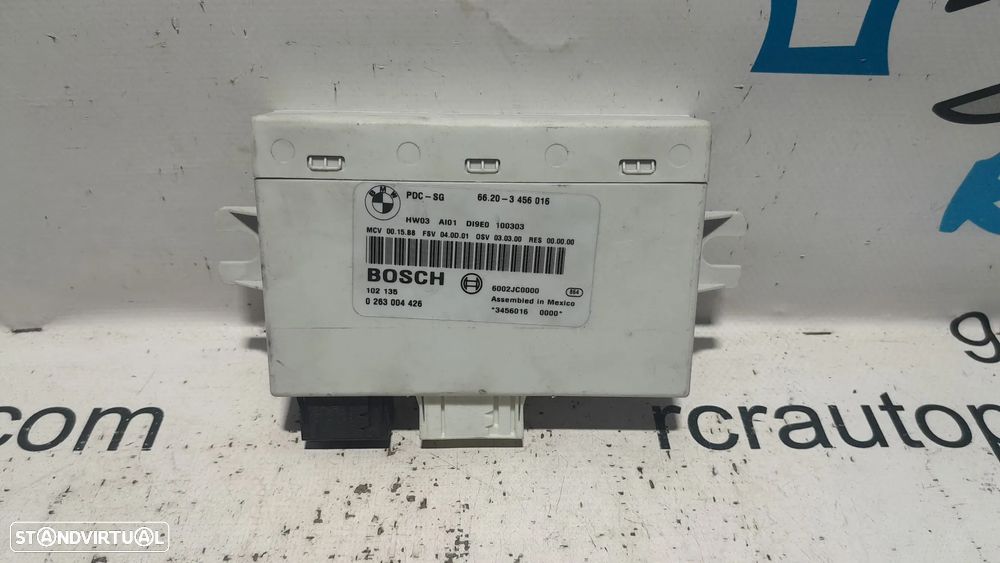 BMW
PDC-SG 66.20-3 456 016
HW03 AI01 DI9E0 100303
MCV 00.15.88 FSV 04.0D.01 OSV 03.03.00 RES 00.00.00
BOSCH
102 135
0 263 004 426
6002JC0000 884
Assembled in Mexico
*3456016 0000*
g
com rcrautop
STANDVIRTUAL